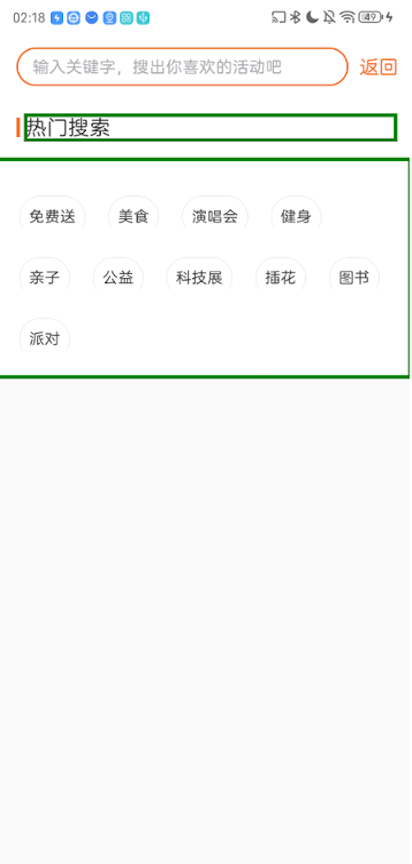 02:18 49
输入关键字，搜出你喜欢的活动吧 返回
热门搜索
免费送 美食 演唱会 健身
亲子 公益 科技展 插花 图书
派对